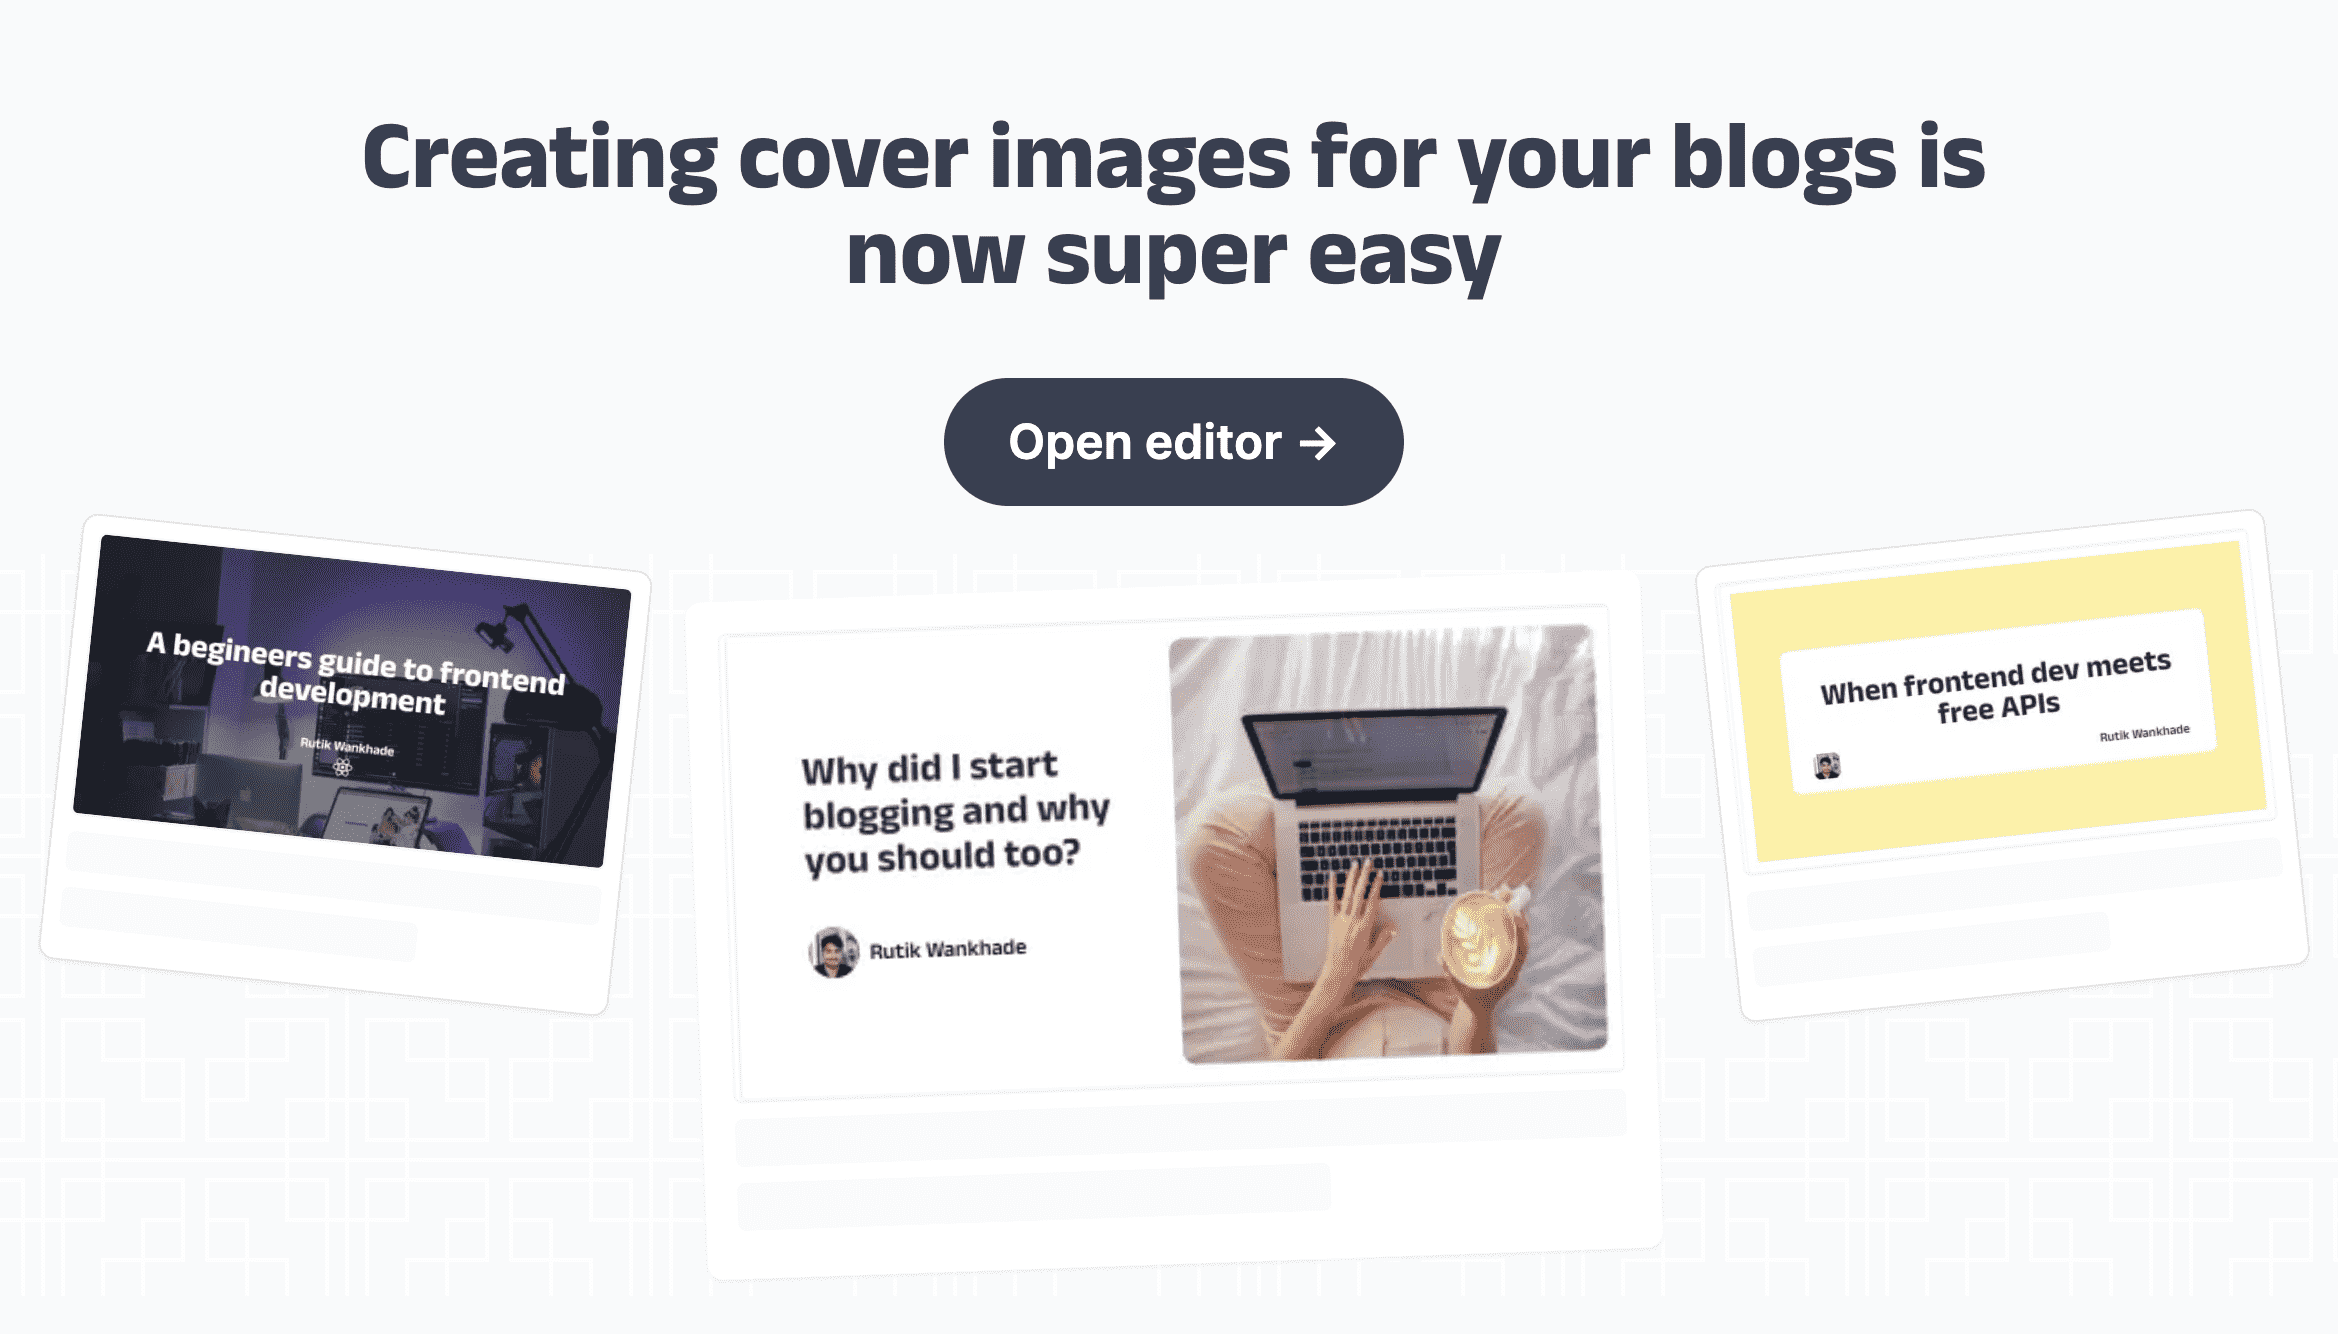 Creating cover images for your blogs is
now super easy
Open editor →
A begineers guide to frontend
development
Rutik Wankhade
Why did I start
blogging and why
you should too?
Rutik Wankhade
When frontend dev meets
free APIs
Rutik Wankhade